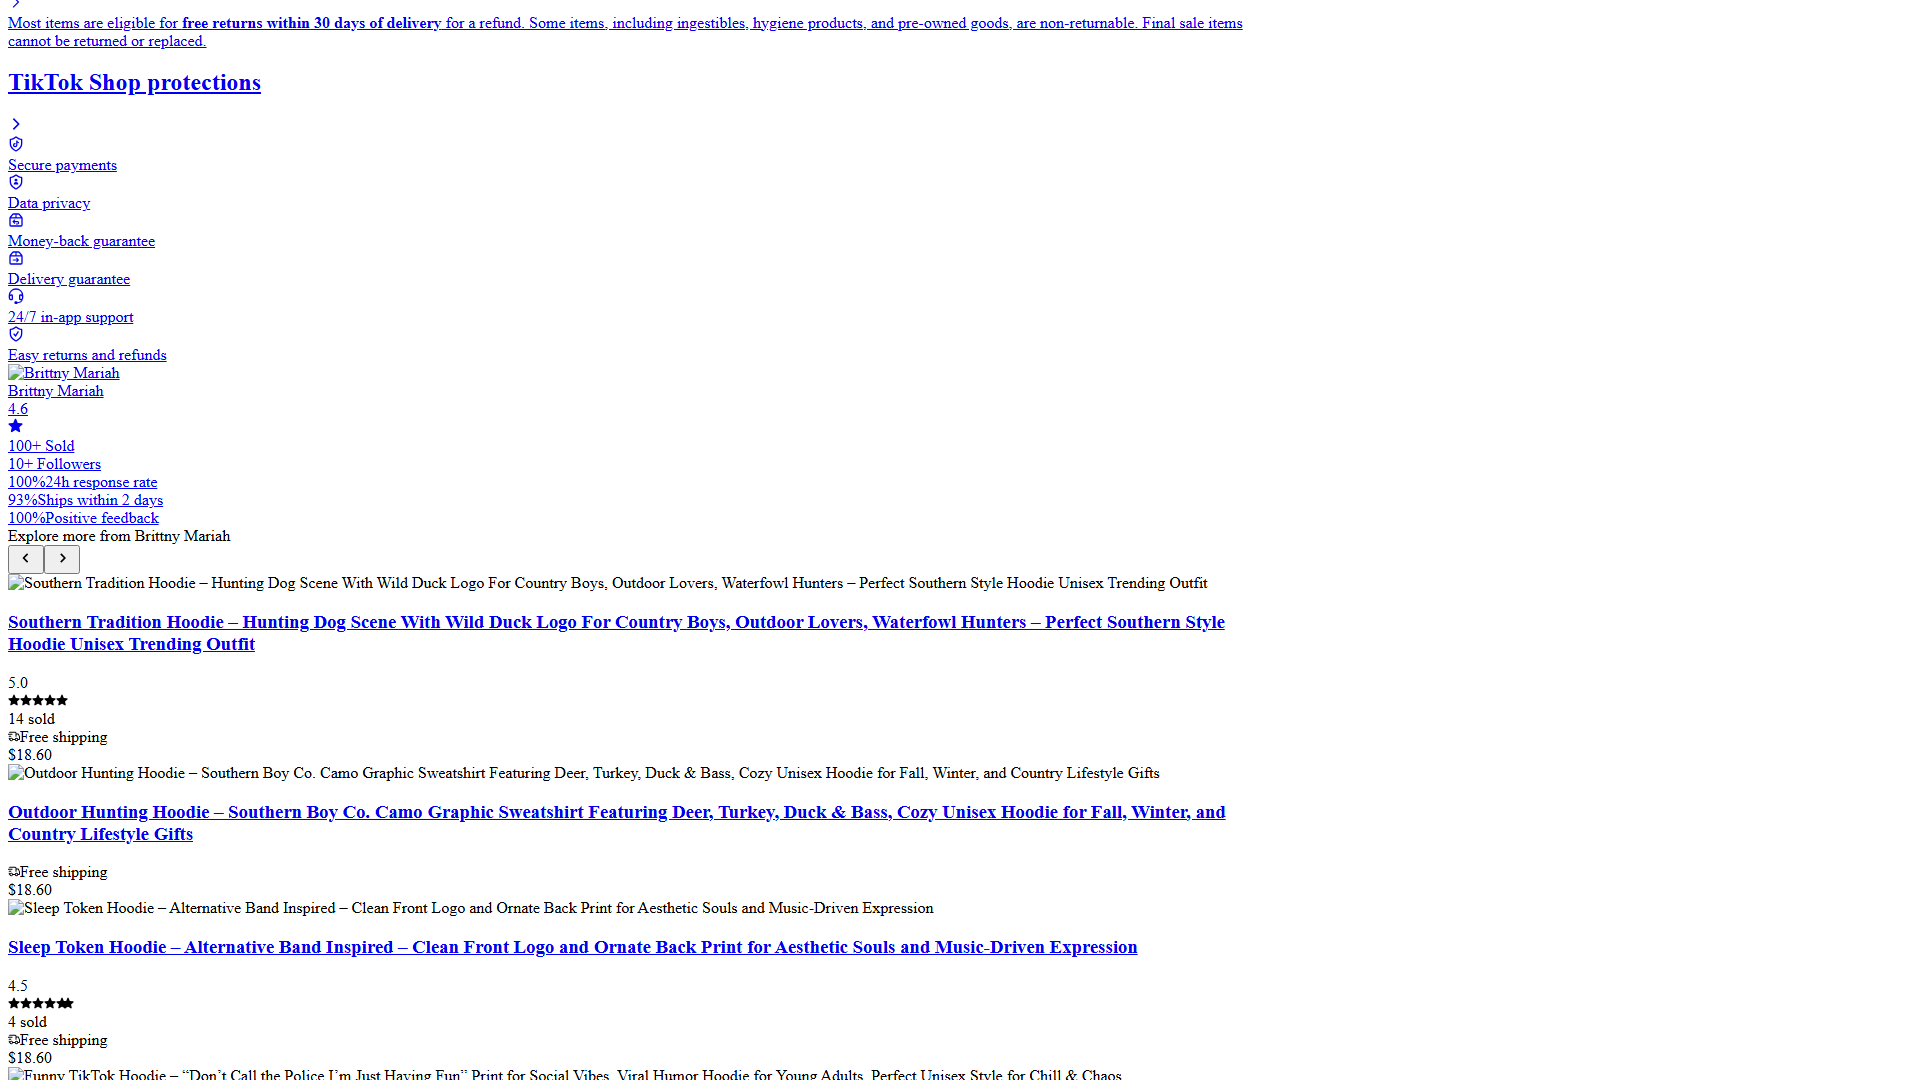 Most items are eligible for free returns within 30 days of delivery for a refund. Some items, including ingestibles, hygiene products, and pre-owned goods, are non-returnable. Final sale items
cannot be returned or replaced.
TikTok Shop protections
Secure payments
Data privacy
Money-back guarantee
Delivery guarantee
24/7 in-app support
Easy returns and refunds
Brittny Mariah
Brittny Mariah
4.6
100+ Sold
10+ Followers
100%24h response rate
93%Ships within 2 days
100%Positive feedback
Explore more from Brittny Mariah
Southern Tradition Hoodie – Hunting Dog Scene With Wild Duck Logo For Country Boys, Outdoor Lovers, Waterfowl Hunters – Perfect Southern Style Hoodie Unisex Trending Outfit
Southern Tradition Hoodie – Hunting Dog Scene With Wild Duck Logo For Country Boys, Outdoor Lovers, Waterfowl Hunters – Perfect Southern Style
Hoodie Unisex Trending Outfit
5.0
14 sold
Free shipping
$18.60
Outdoor Hunting Hoodie – Southern Boy Co. Camo Graphic Sweatshirt Featuring Deer, Turkey, Duck & Bass, Cozy Unisex Hoodie for Fall, Winter, and Country Lifestyle Gifts
Outdoor Hunting Hoodie – Southern Boy Co. Camo Graphic Sweatshirt Featuring Deer, Turkey, Duck & Bass, Cozy Unisex Hoodie for Fall, Winter, and
Country Lifestyle Gifts
Free shipping
$18.60
Sleep Token Hoodie – Alternative Band Inspired – Clean Front Logo and Ornate Back Print for Aesthetic Souls and Music-Driven Expression
Sleep Token Hoodie – Alternative Band Inspired – Clean Front Logo and Ornate Back Print for Aesthetic Souls and Music-Driven Expression
4.5
4 sold
Free shipping
$18.60
Funny TikTok Hoodie – “Don’t Call the Police I’m Just Having Fun” Print for Social Vibes, Viral Humor Hoodie for Young Adults, Perfect Unisex Style for Chill & Chaos